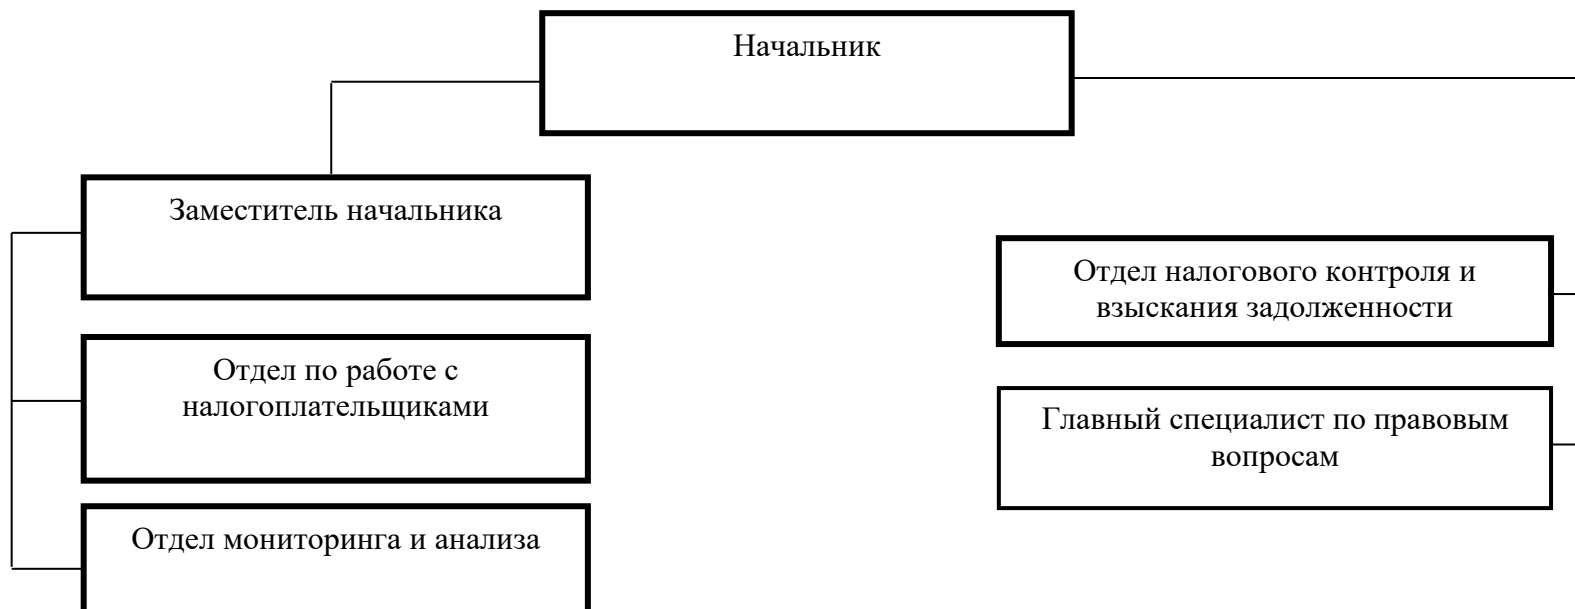 Начальник
Заместитель начальника
Отдел налогового контроля и
взыскания задолженности
Отдел по работе с
налогоплательщиками
Главный специалист по правовым
вопросам
Отдел мониторинга и анализа